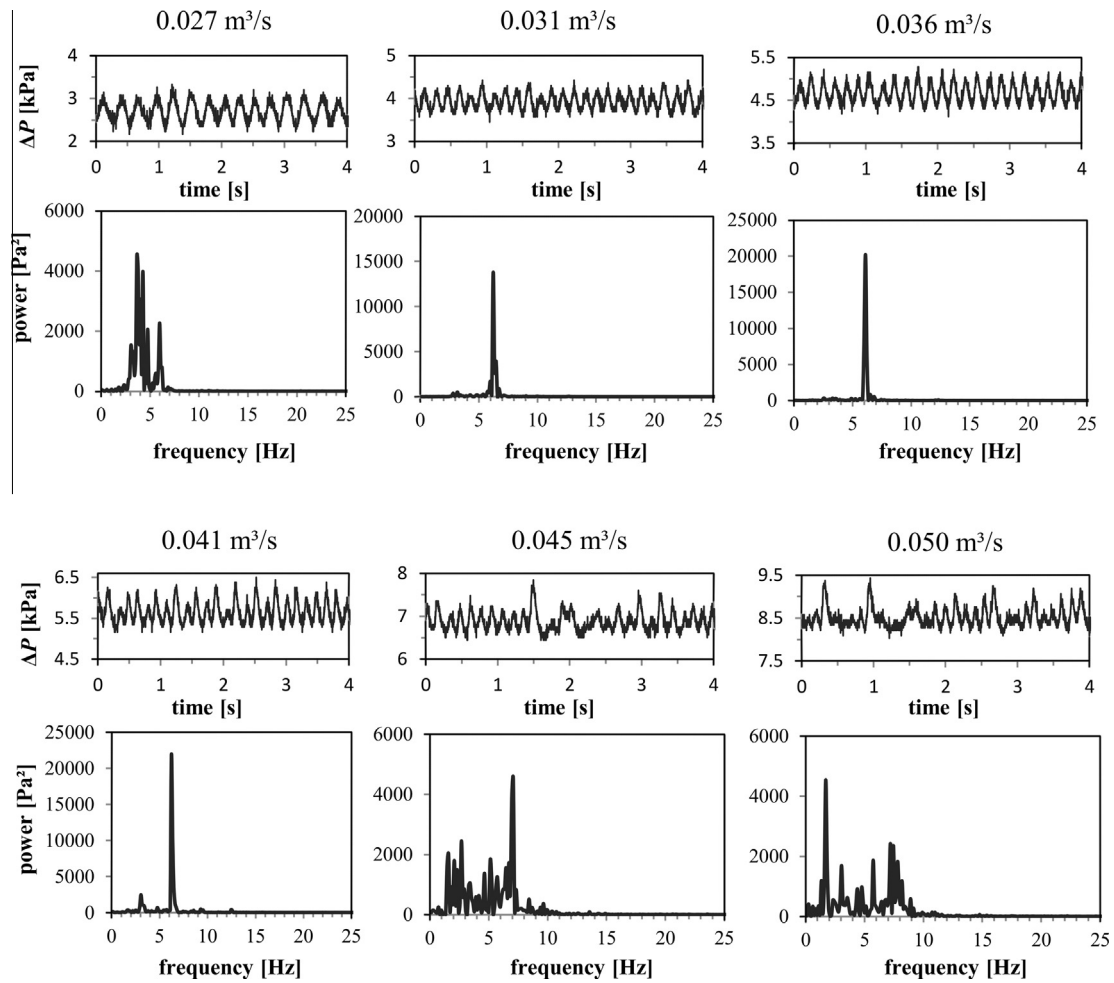 0.027 m³/s 0.031 m³/s 0.036 m³/s
ΔP [kPa]
4
3
2
0 1 2 3 4
time [s]
5
4
3
0 1 2 3 4
time [s]
5.5
4.5
3.5
0 1 2 3 4
time [s]
power [Pa²]
6000
4000
2000
0
0 5 10 15 20 25
frequency [Hz]
20000
15000
10000
5000
0
0 5 10 15 20 25
frequency [Hz]
25000
20000
15000
10000
5000
0
0 5 10 15 20 25
frequency [Hz]
0.041 m³/s 0.045 m³/s 0.050 m³/s
ΔP [kPa]
6.5
5.5
4.5
0 1 2 3 4
time [s]
8
7
6
0 1 2 3 4
time [s]
9.5
8.5
7.5
0 1 2 3 4
time [s]
power [Pa²]
25000
20000
15000
10000
5000
0
0 5 10 15 20 25
frequency [Hz]
6000
4000
2000
0
0 5 10 15 20 25
frequency [Hz]
6000
4000
2000
0
0 5 10 15 20 25
frequency [Hz]